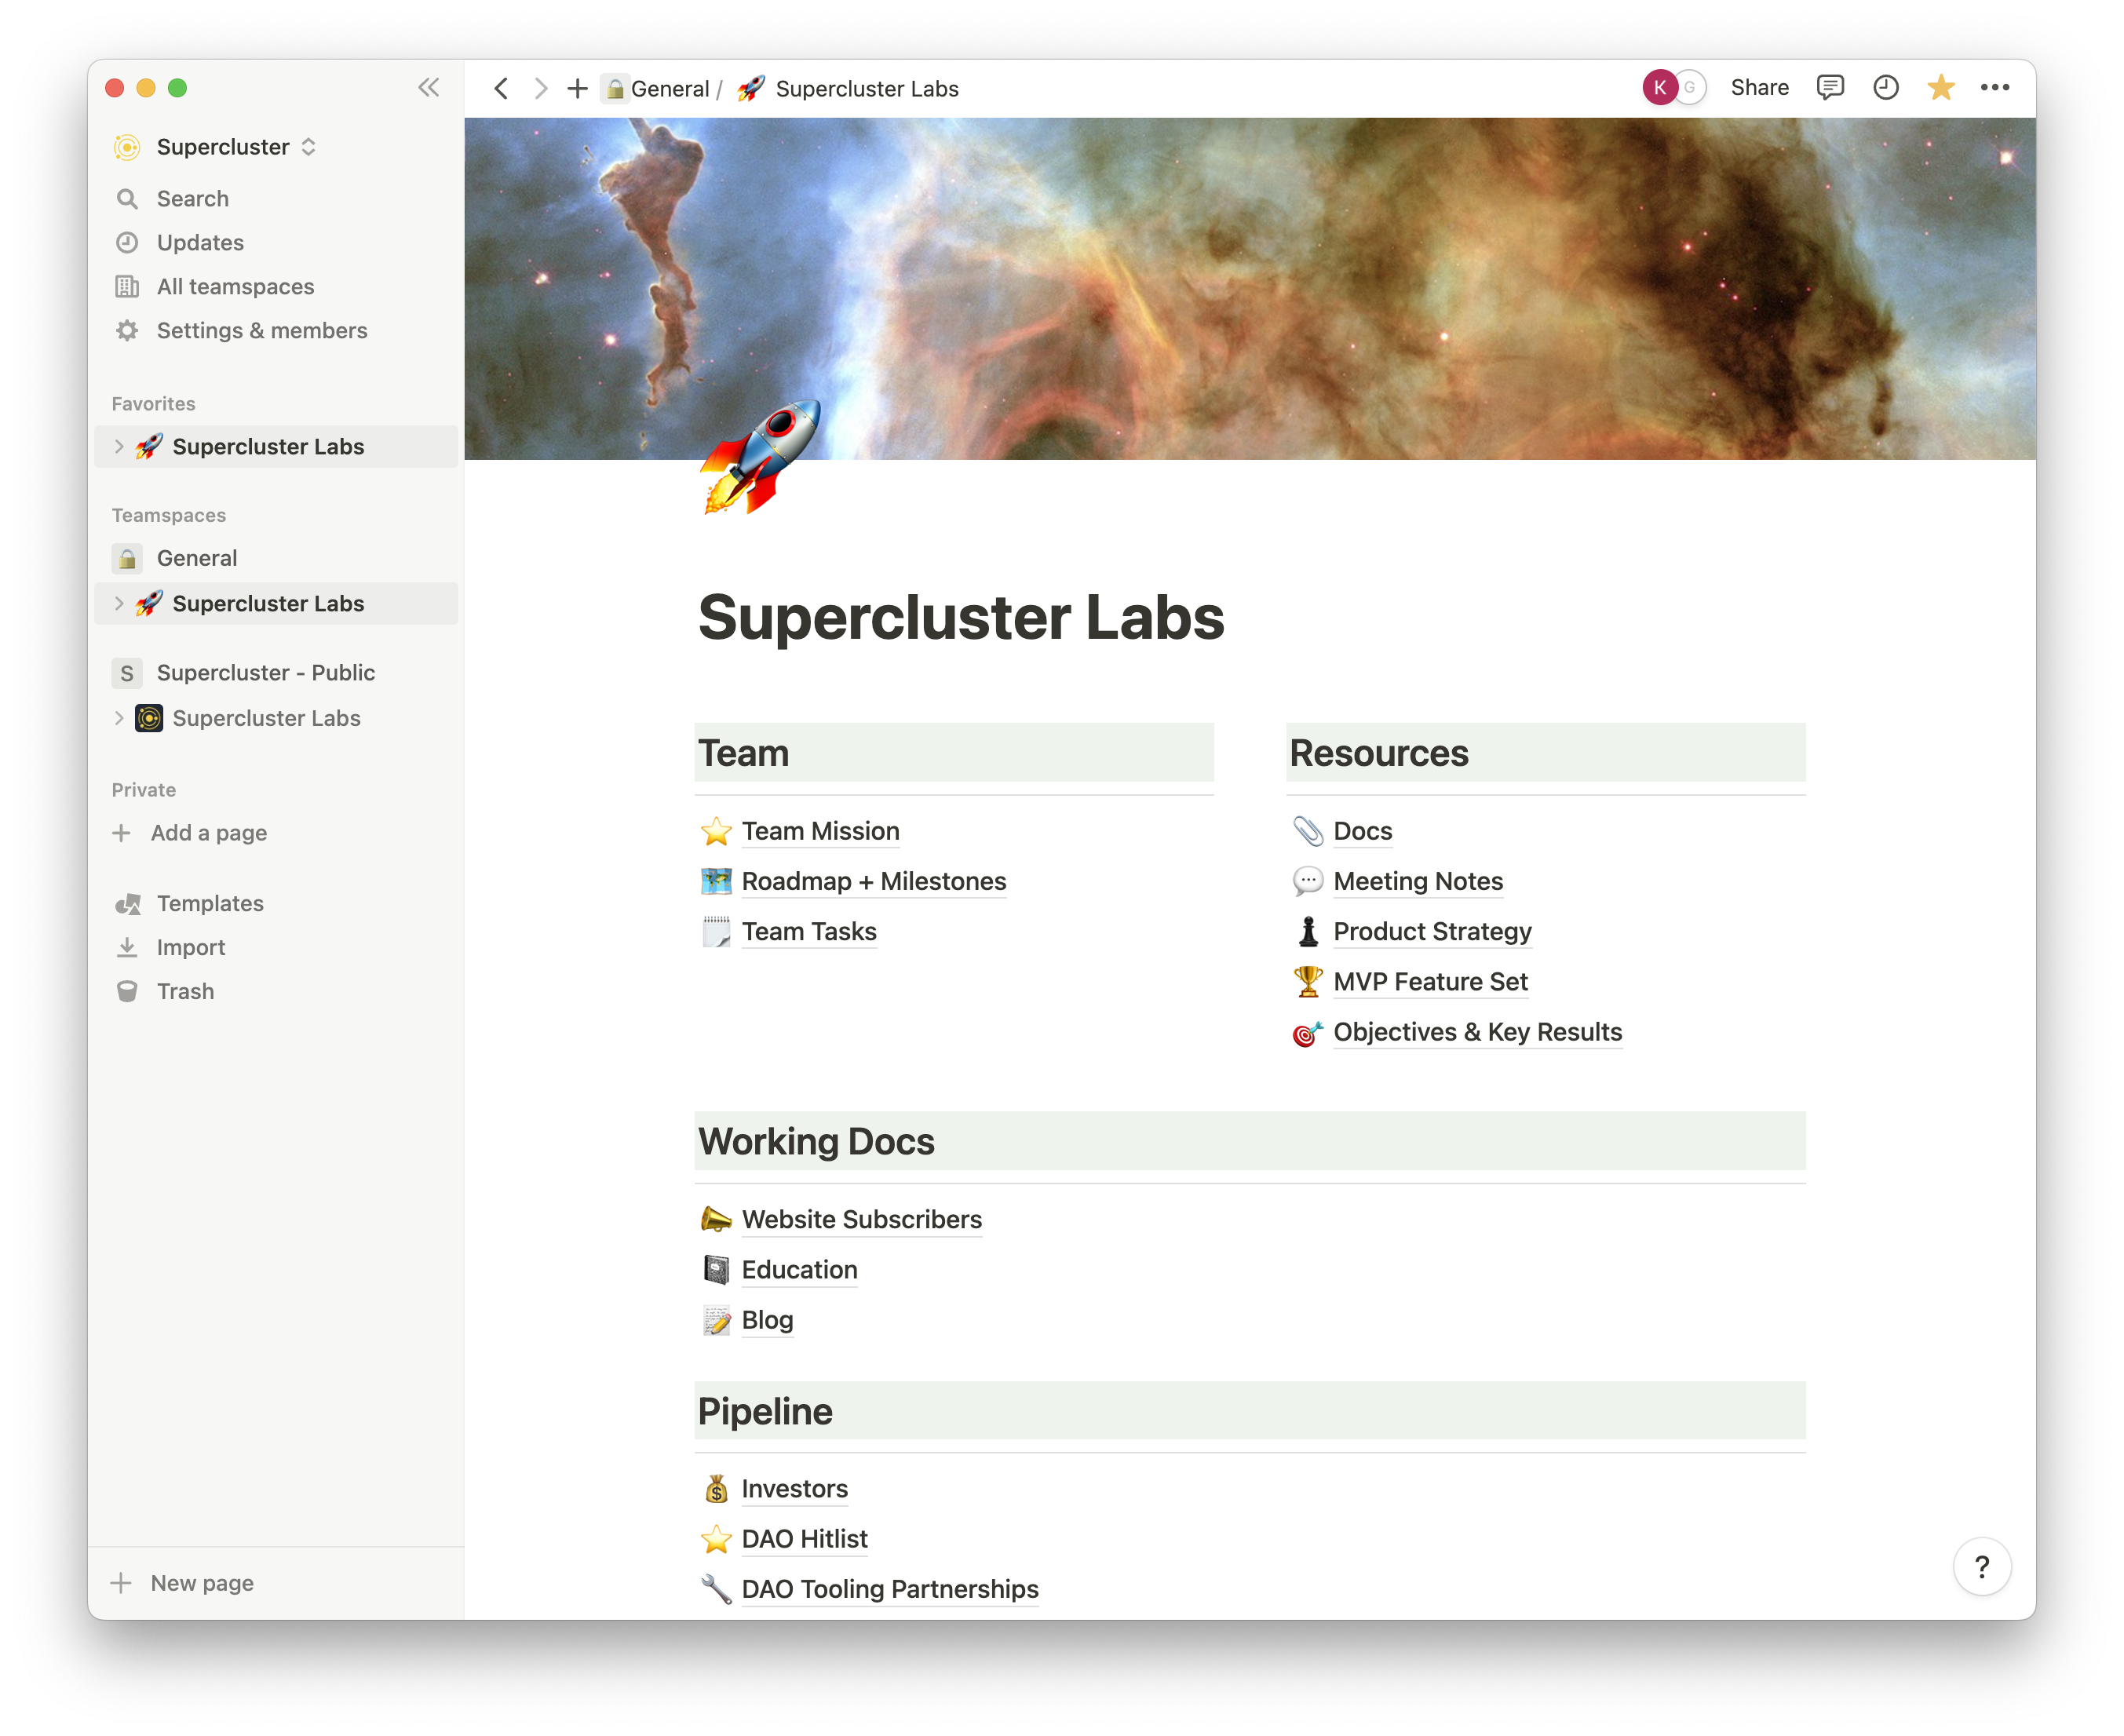 Supercluster
Search
Updates
All teamspaces
Settings & members
Favorites
Supercluster Labs
Teamspaces
General
Supercluster Labs
S Supercluster - Public
Supercluster Labs
Private
Add a page
Templates
Import
Trash
New page
General / Supercluster Labs
K G Share
Supercluster Labs
Team
Team Mission
Roadmap + Milestones
Team Tasks
Resources
Docs
Meeting Notes
Product Strategy
MVP Feature Set
Objectives & Key Results
Working Docs
Website Subscribers
Education
Blog
Pipeline
Investors
DAO Hitlist
DAO Tooling Partnerships
?